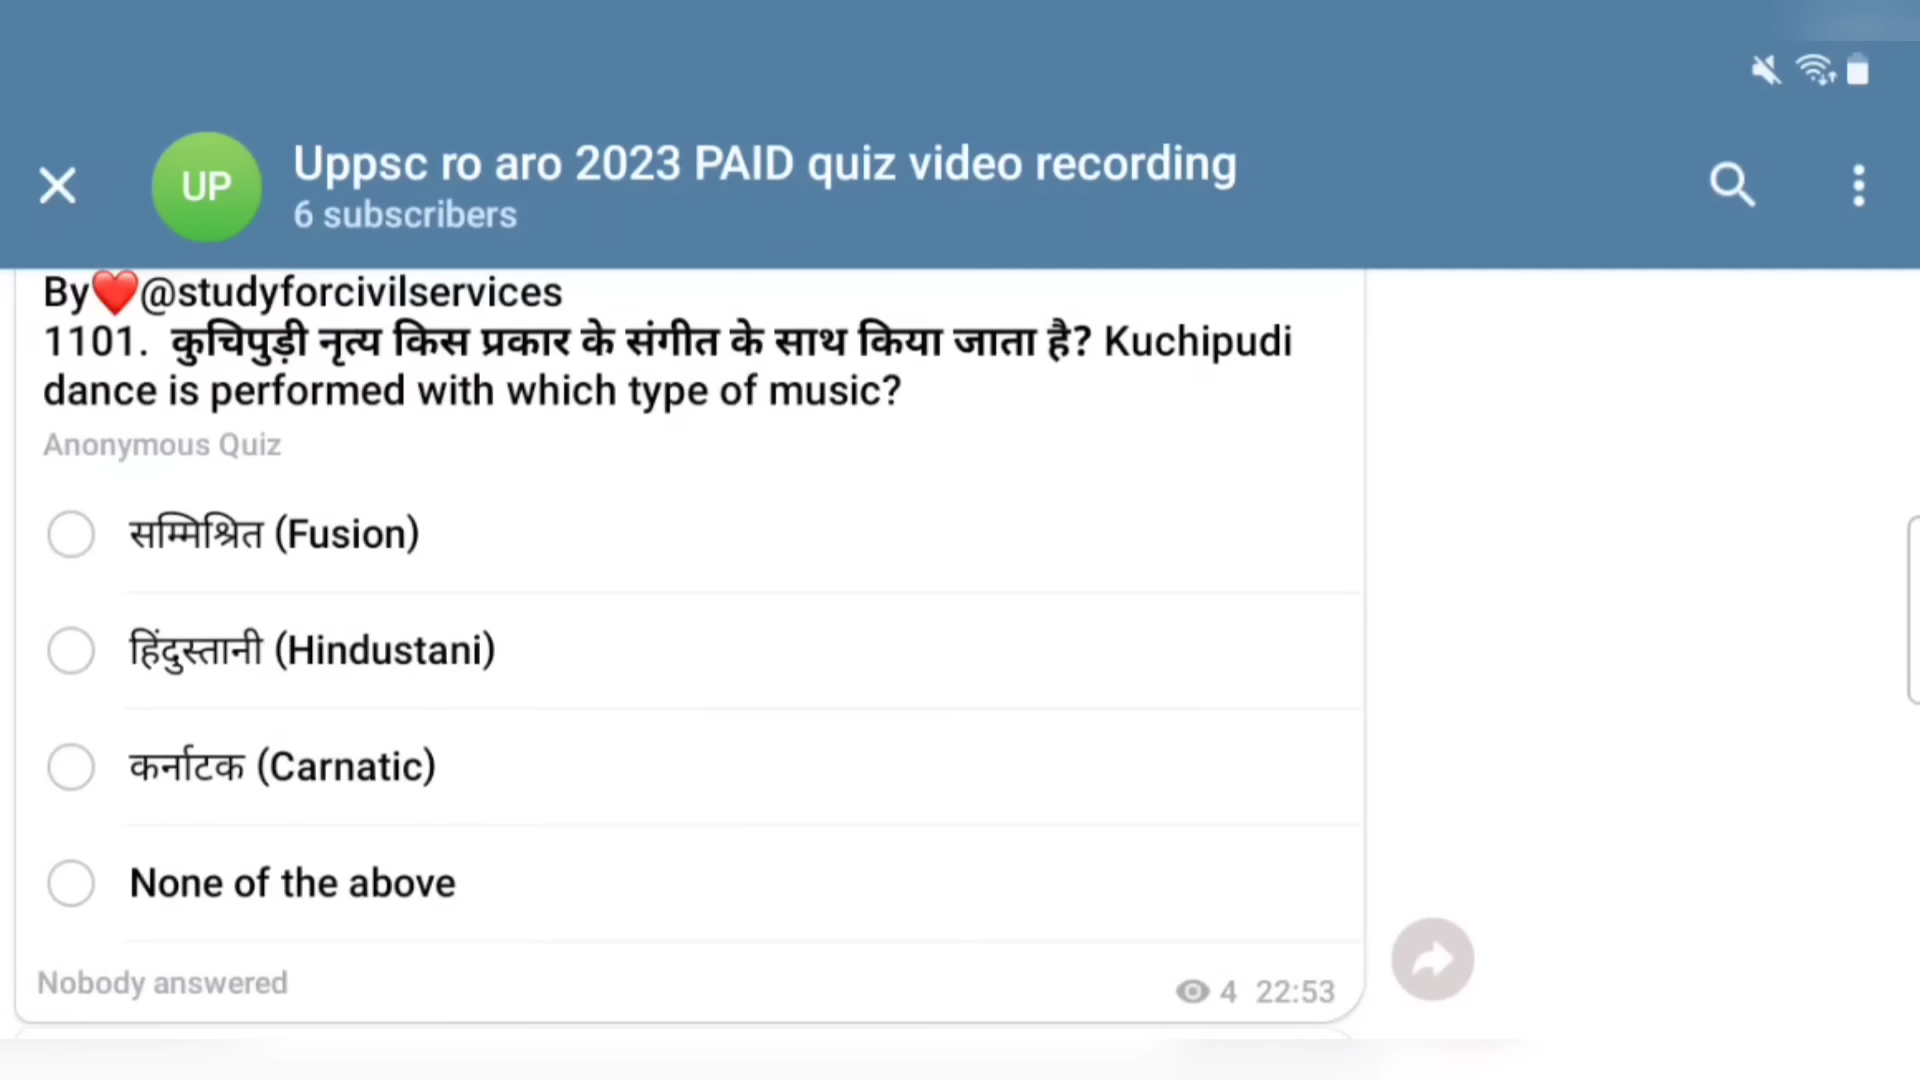 UP
Uppsc ro aro 2023 PAID quiz video recording
6 subscribers
By❤️@studyforcivilservices
1101. कुचिपुड़ी नृत्य किस प्रकार के संगीत के साथ किया जाता है? Kuchipudi
dance is performed with which type of music?
Anonymous Quiz
सम्मिश्रित (Fusion)
हिंदुस्तानी (Hindustani)
कर्नाटक (Carnatic)
None of the above
Nobody answered
4 22:53